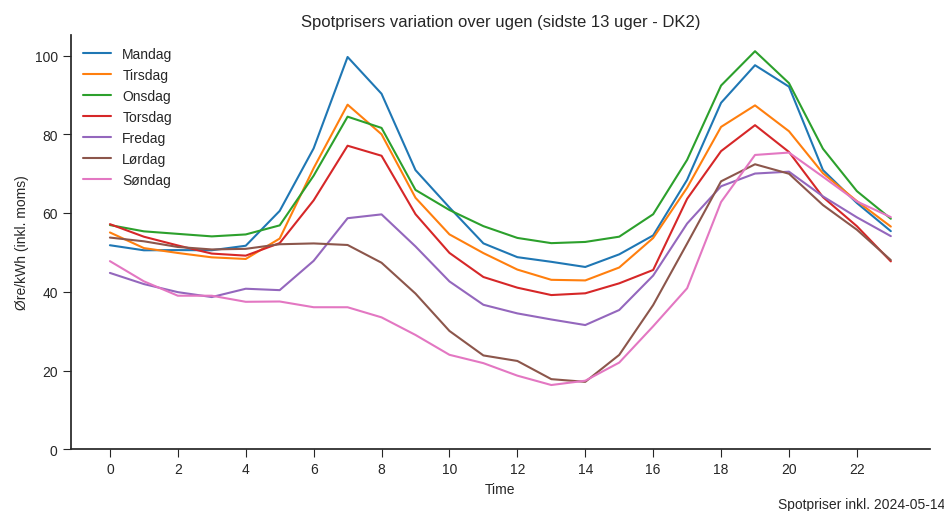 Spotprisers variation over ugen (sidste 13 uger - DK2)
Mandag
Tirsdag
Onsdag
Torsdag
Fredag
Lørdag
Søndag
Øre/kWh (inkl. moms)
100
80
60
40
20
0
0 2 4 6 8 10 12 14 16 18 20 22
Time
Spotpriser inkl. 2024-05-14